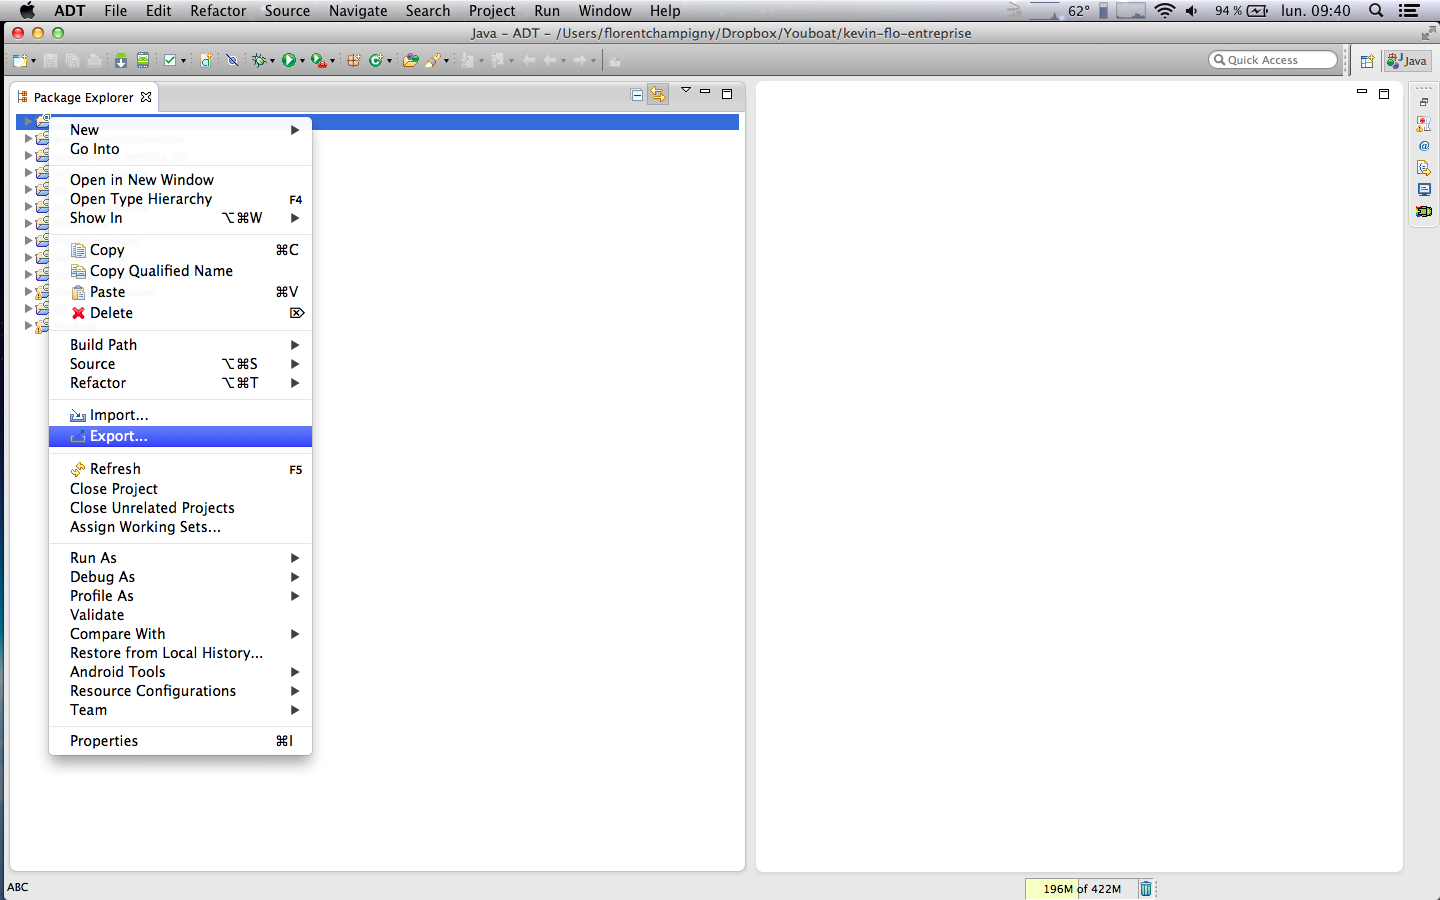 ADT File Edit Refactor Source Navigate Search Project Run Window Help 62° 94 % lun. 09:40
Java – ADT – /Users/florentchampigny/Dropbox/Youboat/kevin-flo-entreprise
Quick Access Java
Package Explorer
New
Go Into
Open in New Window
Open Type Hierarchy F4
Show In ⌥⌘W
Copy ⌘C
Copy Qualified Name
Paste ⌘V
Delete ⌦
Build Path
Source ⌥⌘S
Refactor ⌥⌘T
Import...
Export...
Refresh F5
Close Project
Close Unrelated Projects
Assign Working Sets...
Run As
Debug As
Profile As
Validate
Compare With
Restore from Local History...
Android Tools
Resource Configurations
Team
Properties ⌘I
ABC 196M of 422M